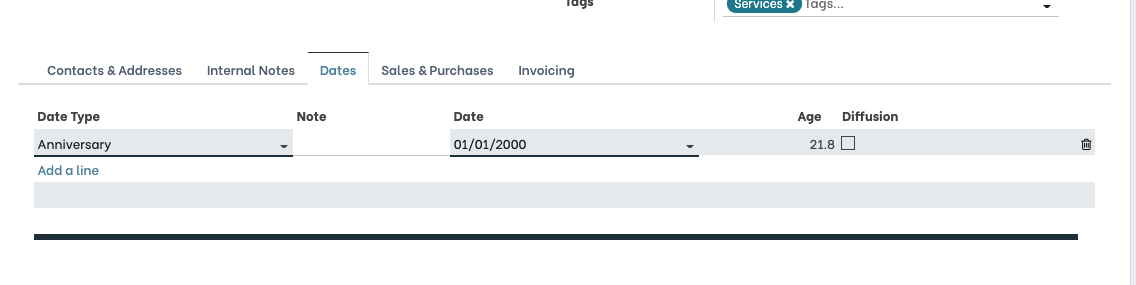 Tags
Services × Tags...
Contacts & Addresses Internal Notes Dates Sales & Purchases Invoicing
Date Type Note Date Age Diffusion
Anniversary 01/01/2000 21.8
Add a line